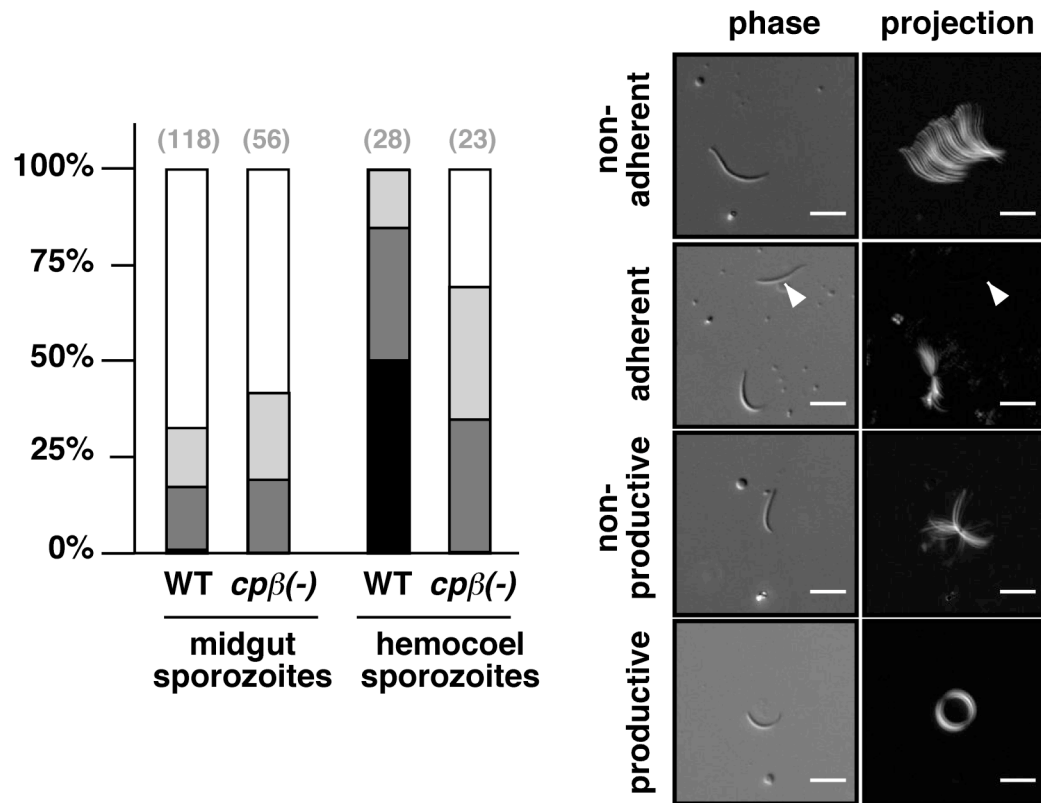 (118) (56) (28) (23)
100%
75%
50%
25%
0%
WT cpβ(-) WT cpβ(-)
midgut
sporozoites
hemocoel
sporozoites
phase projection
non-
adherent
adherent
non-
productive
productive